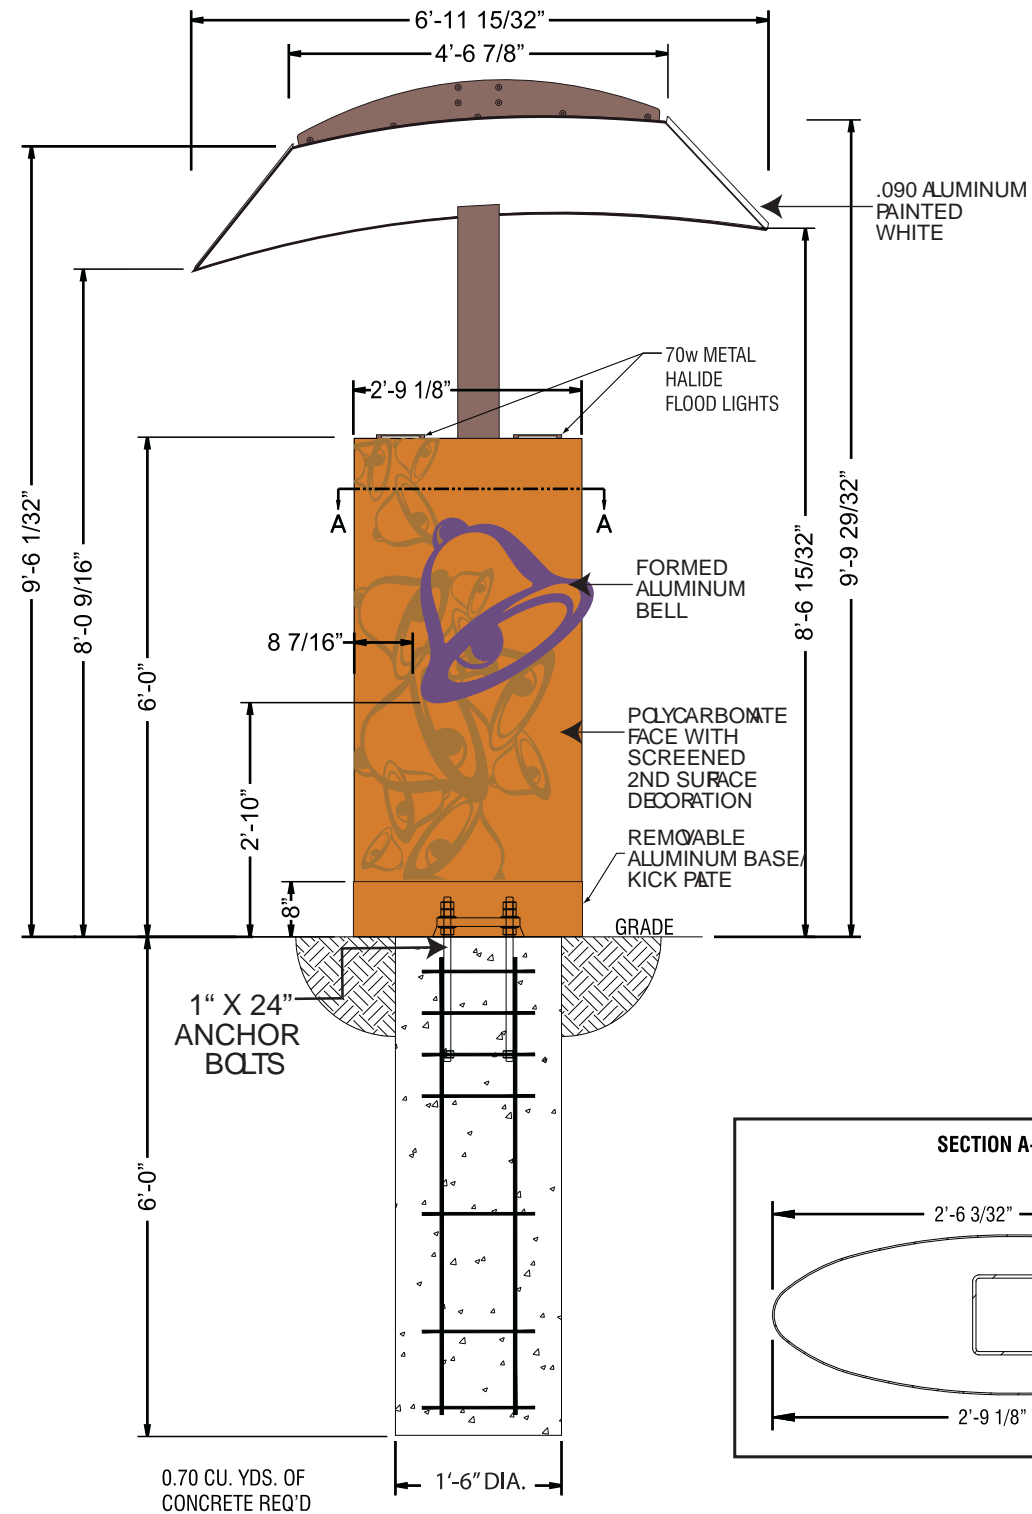 6'-11 15/32"
4'-6 7/8"
.090 ALUMINUM
PAINTED
WHITE
70w METAL
HALIDE
FLOOD LIGHTS
2'-9 1/8"
A
A
9'-6 1/32"
8'-0 9/16"
6'-0"
8 7/16"
2'-10"
8"
FORMED
ALUMINUM
BELL
8'-6 15/32"
9'-9 29/32"
POLYCARBONATE
FACE WITH
SCREENED
2ND SURFACE
DECORATION
REMOVABLE
ALUMINUM BASE/
KICK PLATE
GRADE
1" X 24"
ANCHOR
BOLTS
6'-0"
1'-6" DIA.
0.70 CU. YDS. OF
CONCRETE REQ'D
SECTION A-
2'-6 3/32"
2'-9 1/8"